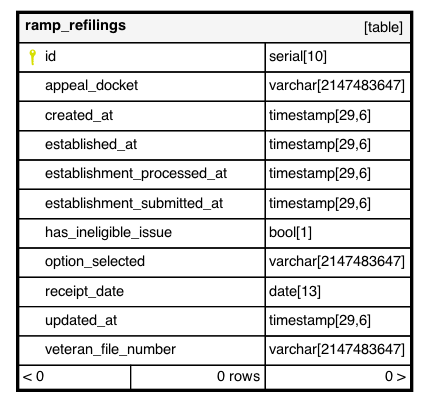 ramp_refilings [table]
id serial[10]
appeal_docket varchar[2147483647]
created_at timestamp[29,6]
established_at timestamp[29,6]
establishment_processed_at timestamp[29,6]
establishment_submitted_at timestamp[29,6]
has_ineligible_issue bool[1]
option_selected varchar[2147483647]
receipt_date date[13]
updated_at timestamp[29,6]
veteran_file_number varchar[2147483647]
< 0 0 rows 0 >